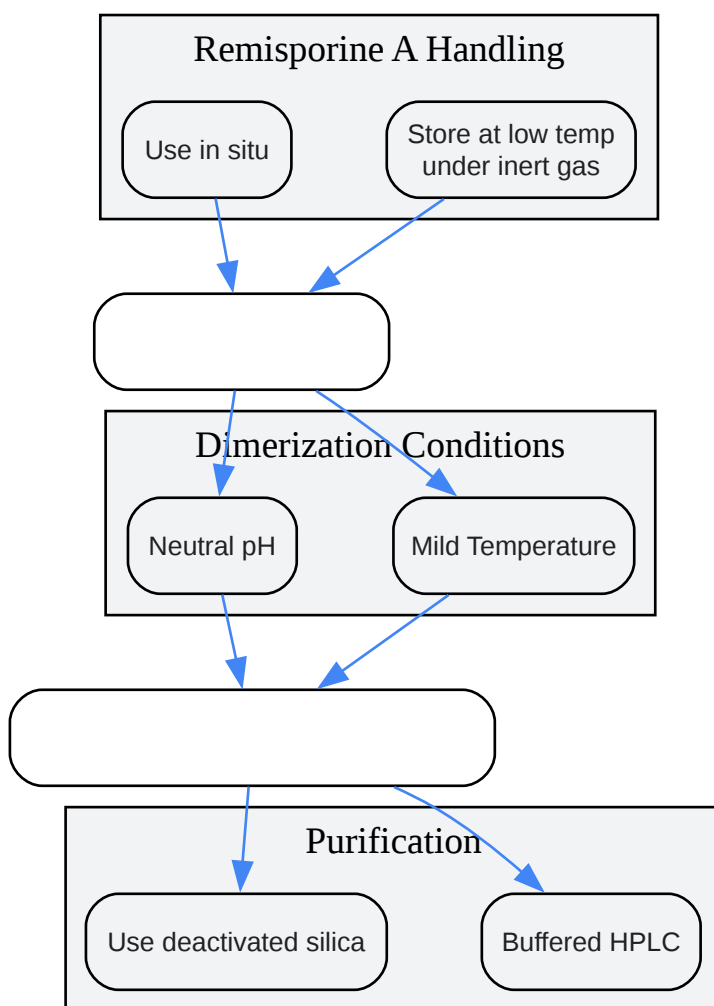 Remisporine A Handling
Use in situ
Store at low temp
under inert gas
Dimerization Conditions
Neutral pH
Mild Temperature
Purification
Use deactivated silica
Buffered HPLC